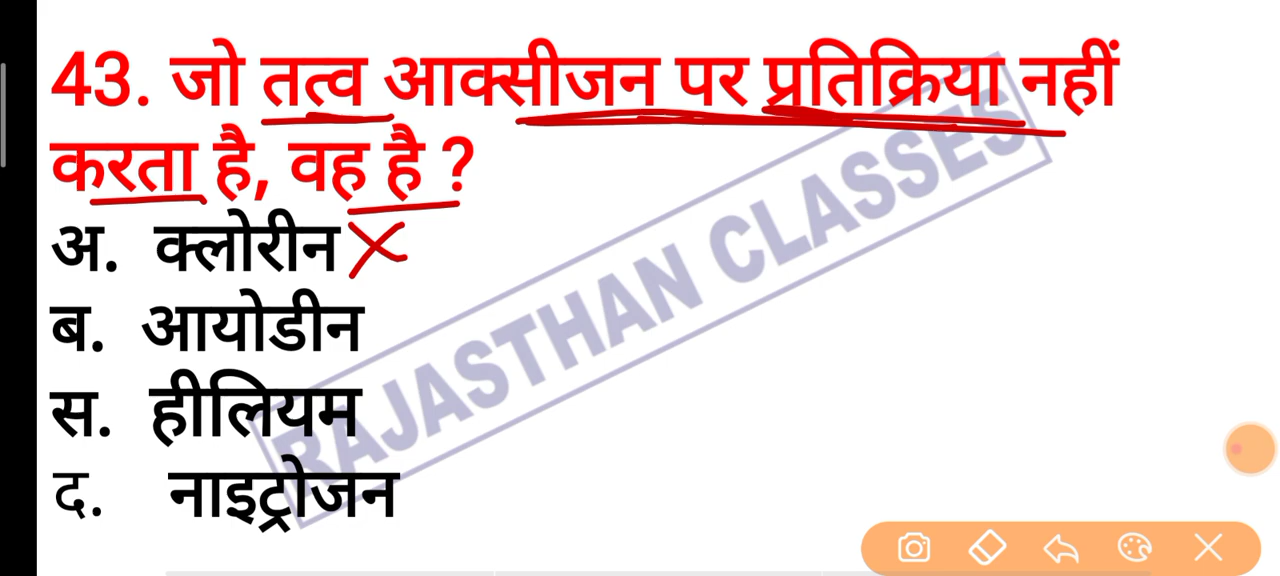 43. जो तत्व आक्सीजन पर प्रतिक्रिया नहीं
करता है, वह है ?
अ. क्लोरीन
ब. आयोडीन
स. हीलियम
द. नाइट्रोजन
RAJASTHAN CLASSES